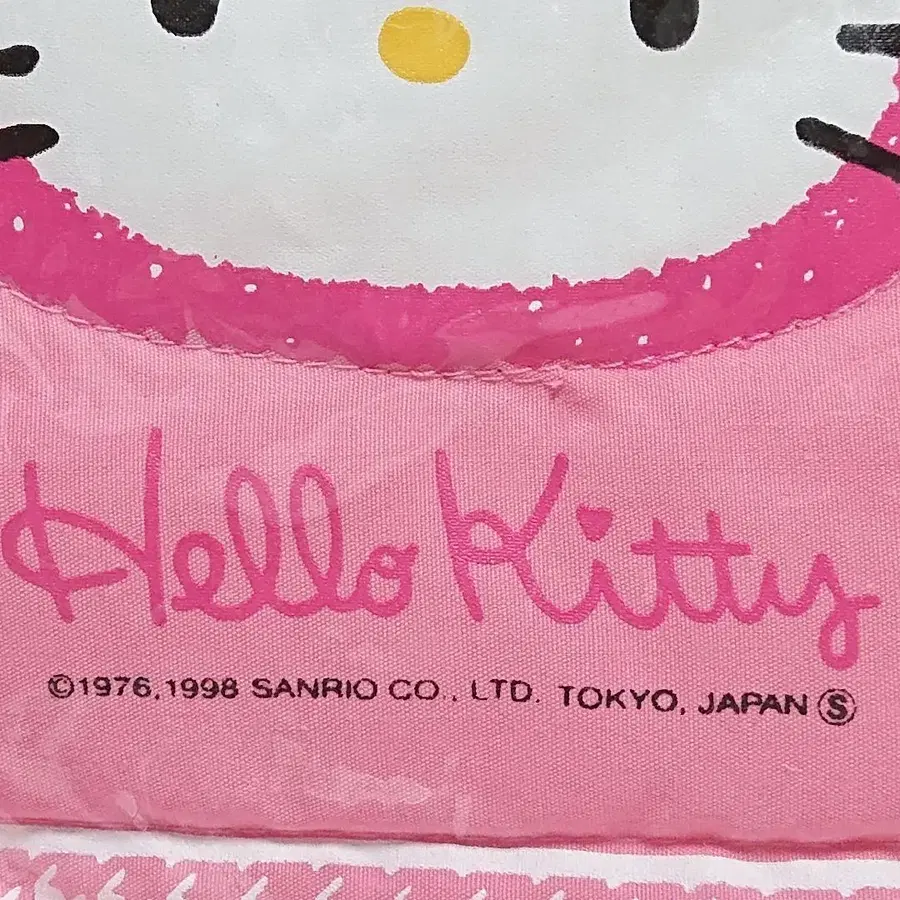 Hello Kitty
©1976,1998 SANRIO CO., LTD. TOKYO, JAPAN Ⓢ